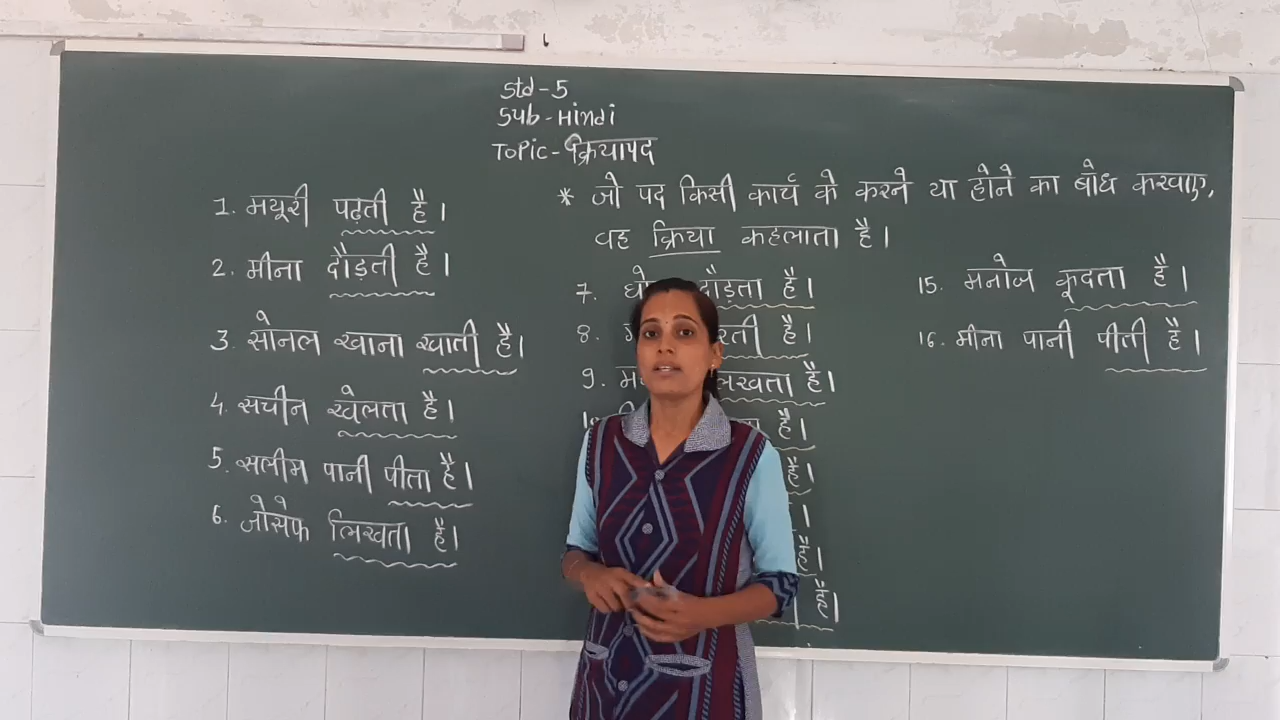 Std-5
Sub-Hindi
Topic-क्रियापद
1. मयूरी पढ़ती है।
2. मीना दौड़ती है।
3. सोनल खाना खाती है।
4. सचीन खेलता है।
5. सलीम पानी पीता है।
6. जोसेफ लिखता है।
* जो पद किसी कार्य के करने या होने का बोध करवाए,
वह क्रिया कहलाता है।
7. दौड़ता है।
8. है।
9. है।
है।
है।
है।
है।
15. मनोज कूदता है।
16. मीना पानी पीती है।